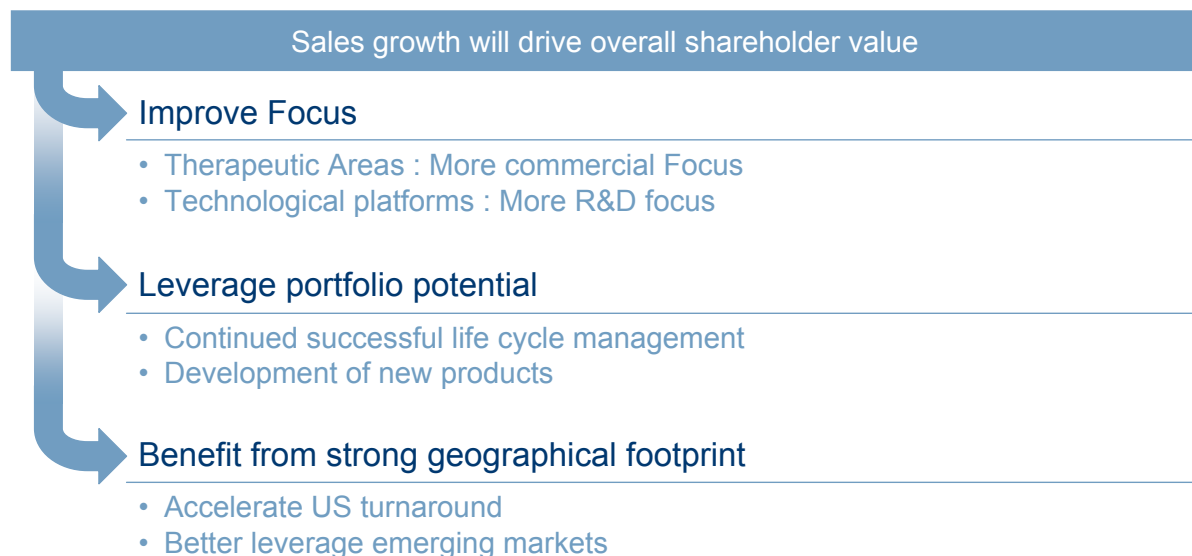 Sales growth will drive overall shareholder value
Improve Focus
• Therapeutic Areas : More commercial Focus
• Technological platforms : More R&D focus
Leverage portfolio potential
• Continued successful life cycle management
• Development of new products
Benefit from strong geographical footprint
• Accelerate US turnaround
• Better leverage emerging markets